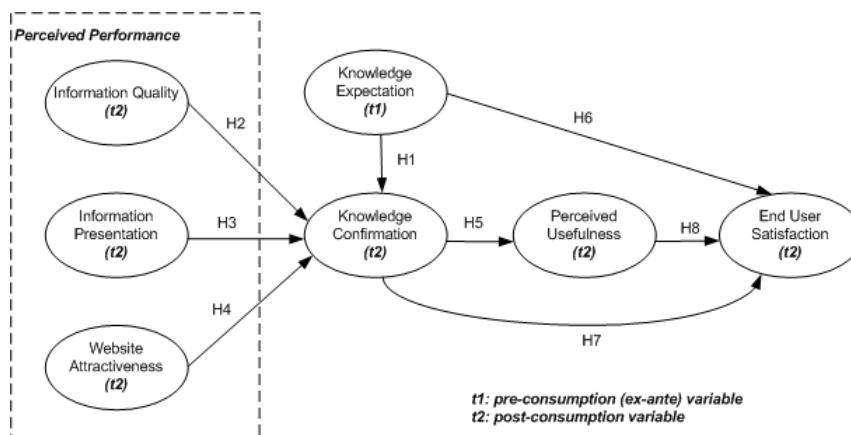 Perceived Performance
Information Quality
(t2)
Knowledge
Expectation
(t1)
H2
H6
H1
Information
Presentation
(t2)
H3
Knowledge
Confirmation
(t2)
H5
Perceived
Usefulness
(t2)
H8
End User
Satisfaction
(t2)
H4
H7
Website
Attractiveness
(t2)
t1: pre-consumption (ex-ante) variable
t2: post-consumption variable